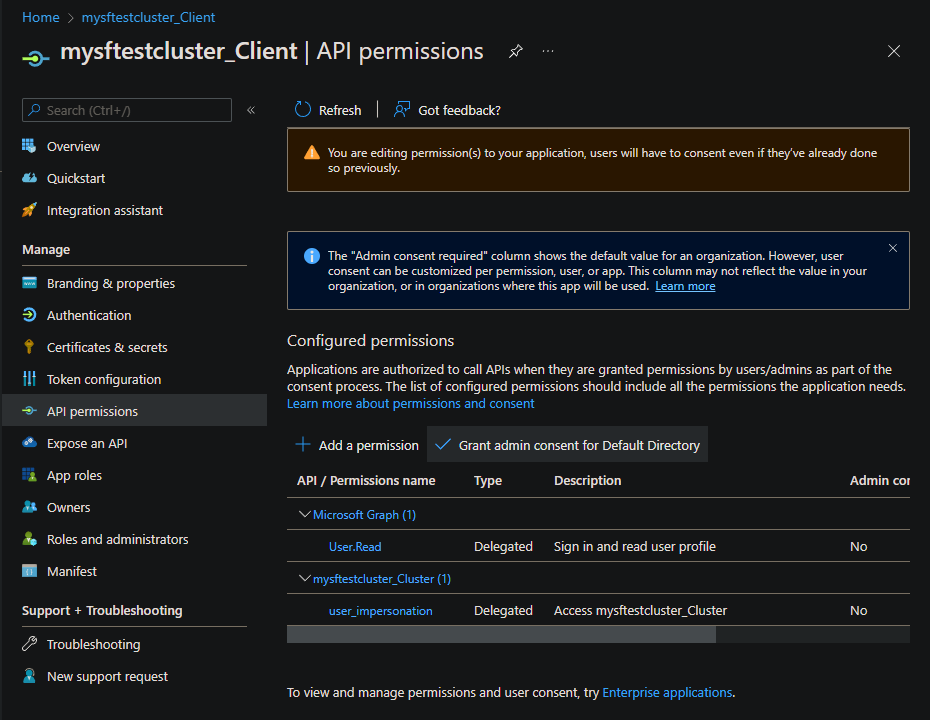 Home > mysftestcluster_Client
mysftestcluster_Client | API permissions
Search (Ctrl+/)
Overview
Quickstart
Integration assistant
Manage
Branding & properties
Authentication
Certificates & secrets
Token configuration
API permissions
Expose an API
App roles
Owners
Roles and administrators
Manifest
Support + Troubleshooting
Troubleshooting
New support request
Refresh | Got feedback?
You are editing permission(s) to your application, users will have to consent even if they've already done
so previously.
The "Admin consent required" column shows the default value for an organization. However, user
consent can be customized per permission, user, or app. This column may not reflect the value in your
organization, or in organizations where this app will be used. Learn more
Configured permissions
Applications are authorized to call APIs when they are granted permissions by users/admins as part of the
consent process. The list of configured permissions should include all the permissions the application needs.
Learn more about permissions and consent
Add a permission Grant admin consent for Default Directory
API / Permissions name Type Description Admin con
Microsoft Graph (1)
User.Read Delegated Sign in and read user profile No
mysftestcluster_Cluster (1)
user_impersonation Delegated Access mysftestcluster_Cluster No
To view and manage permissions and user consent, try Enterprise applications.